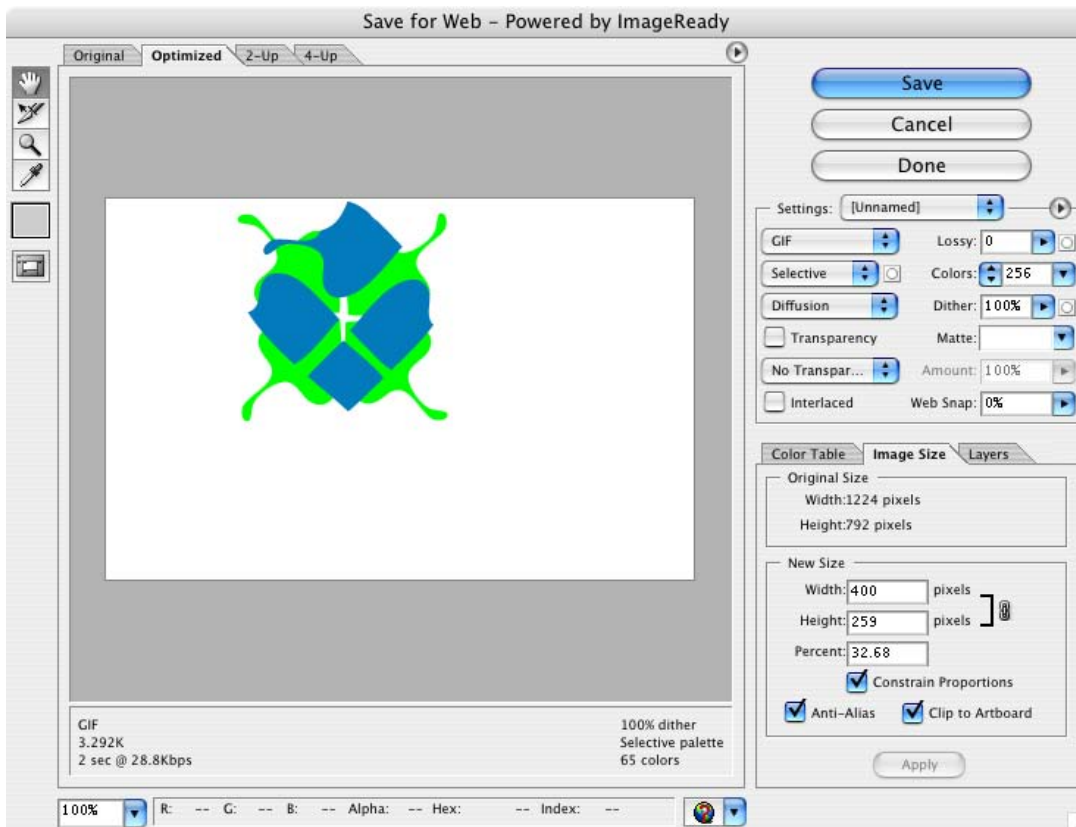 Save for Web – Powered by ImageReady
Original Optimized 2-Up 4-Up
Save
Cancel
Done
Settings: [Unnamed]
GIF Lossy: 0
Selective Colors: 256
Diffusion Dither: 100%
Transparency Matte:
No Transpar... Amount: 100%
Interlaced Web Snap: 0%
Color Table Image Size Layers
Original Size
Width:1224 pixels
Height:792 pixels
New Size
Width: 400 pixels
Height: 259 pixels
Percent: 32.68
Constrain Proportions
Anti-Alias Clip to Artboard
Apply
GIF 100% dither
3.292K Selective palette
2 sec @ 28.8Kbps 65 colors
100% R: -- G: -- B: -- Alpha: -- Hex: -- Index: --